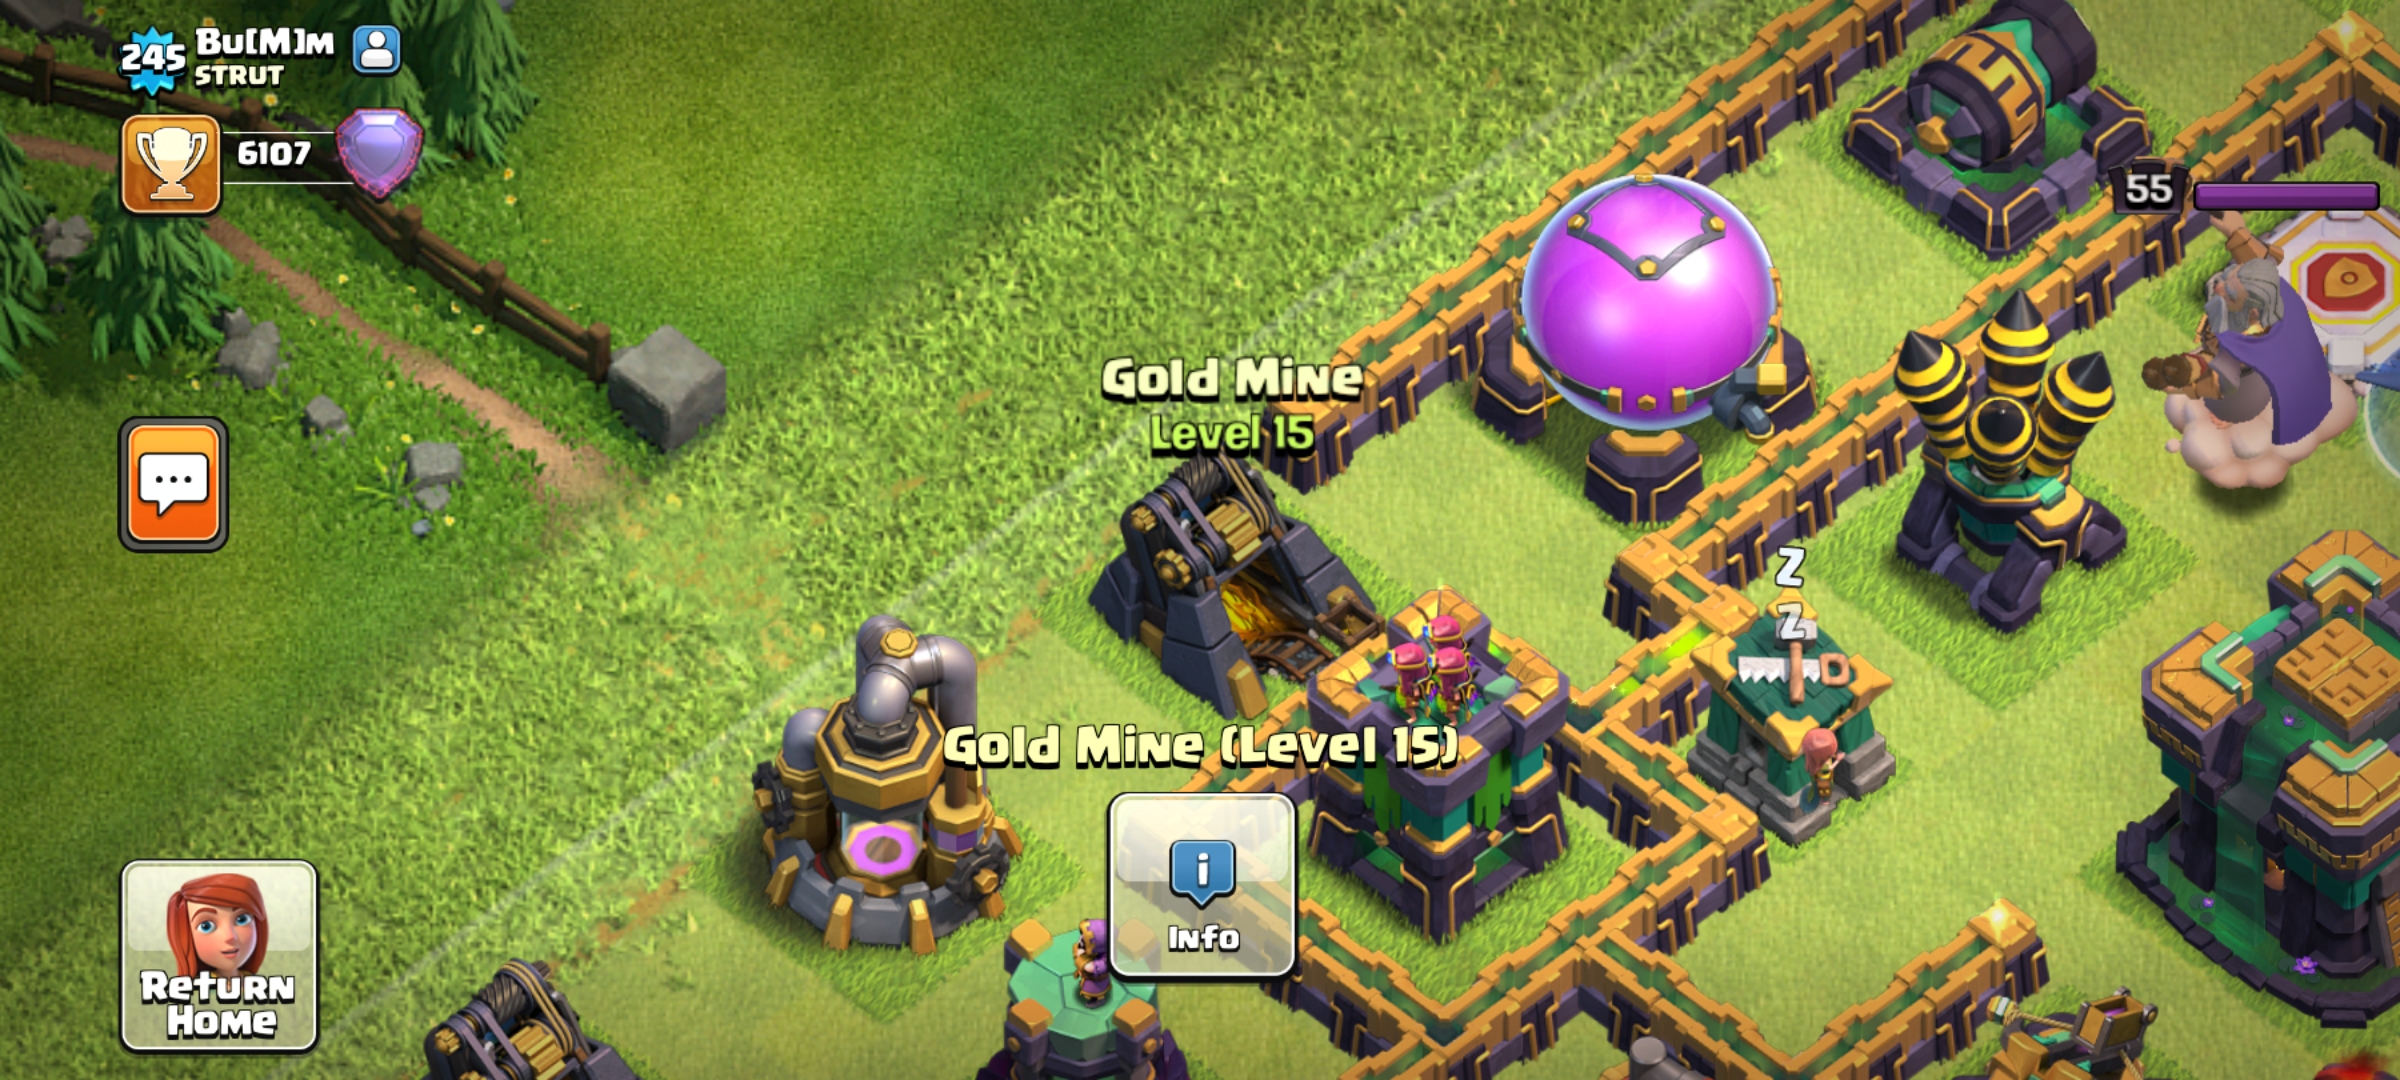 245
Bu[M]m
STRUT
6107
55
Gold Mine
Level 15
Z
Z
Gold Mine (Level 15)
Info
Return
Home